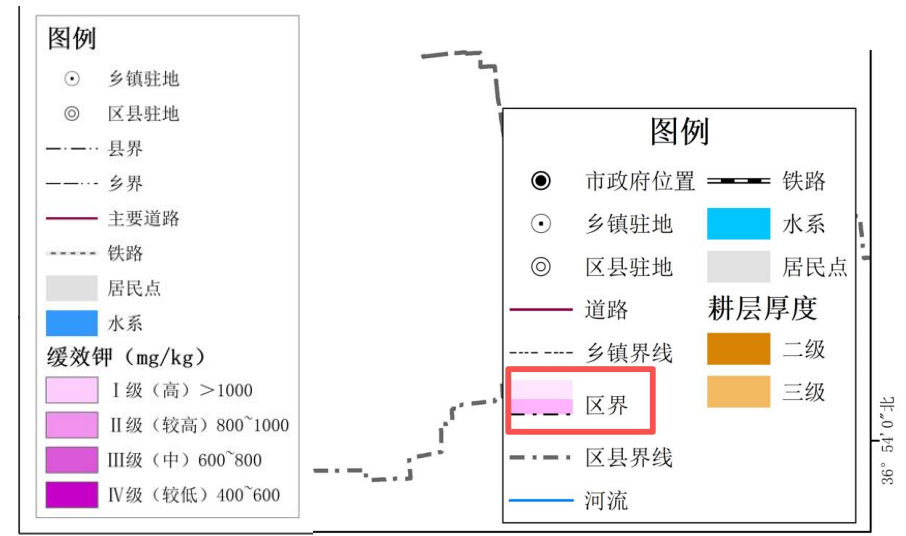 图例
乡镇驻地
区县驻地
县界
乡界
主要道路
铁路
居民点
水系
缓效钾（mg/kg）
Ⅰ级（高）＞1000
Ⅱ级（较高）800~1000
Ⅲ级（中）600~800
Ⅳ级（较低）400~600
图例
市政府位置
乡镇驻地
区县驻地
道路
乡镇界线
区界
区县界线
河流
铁路
水系
居民点
耕层厚度
二级
三级
36° 54′0″北